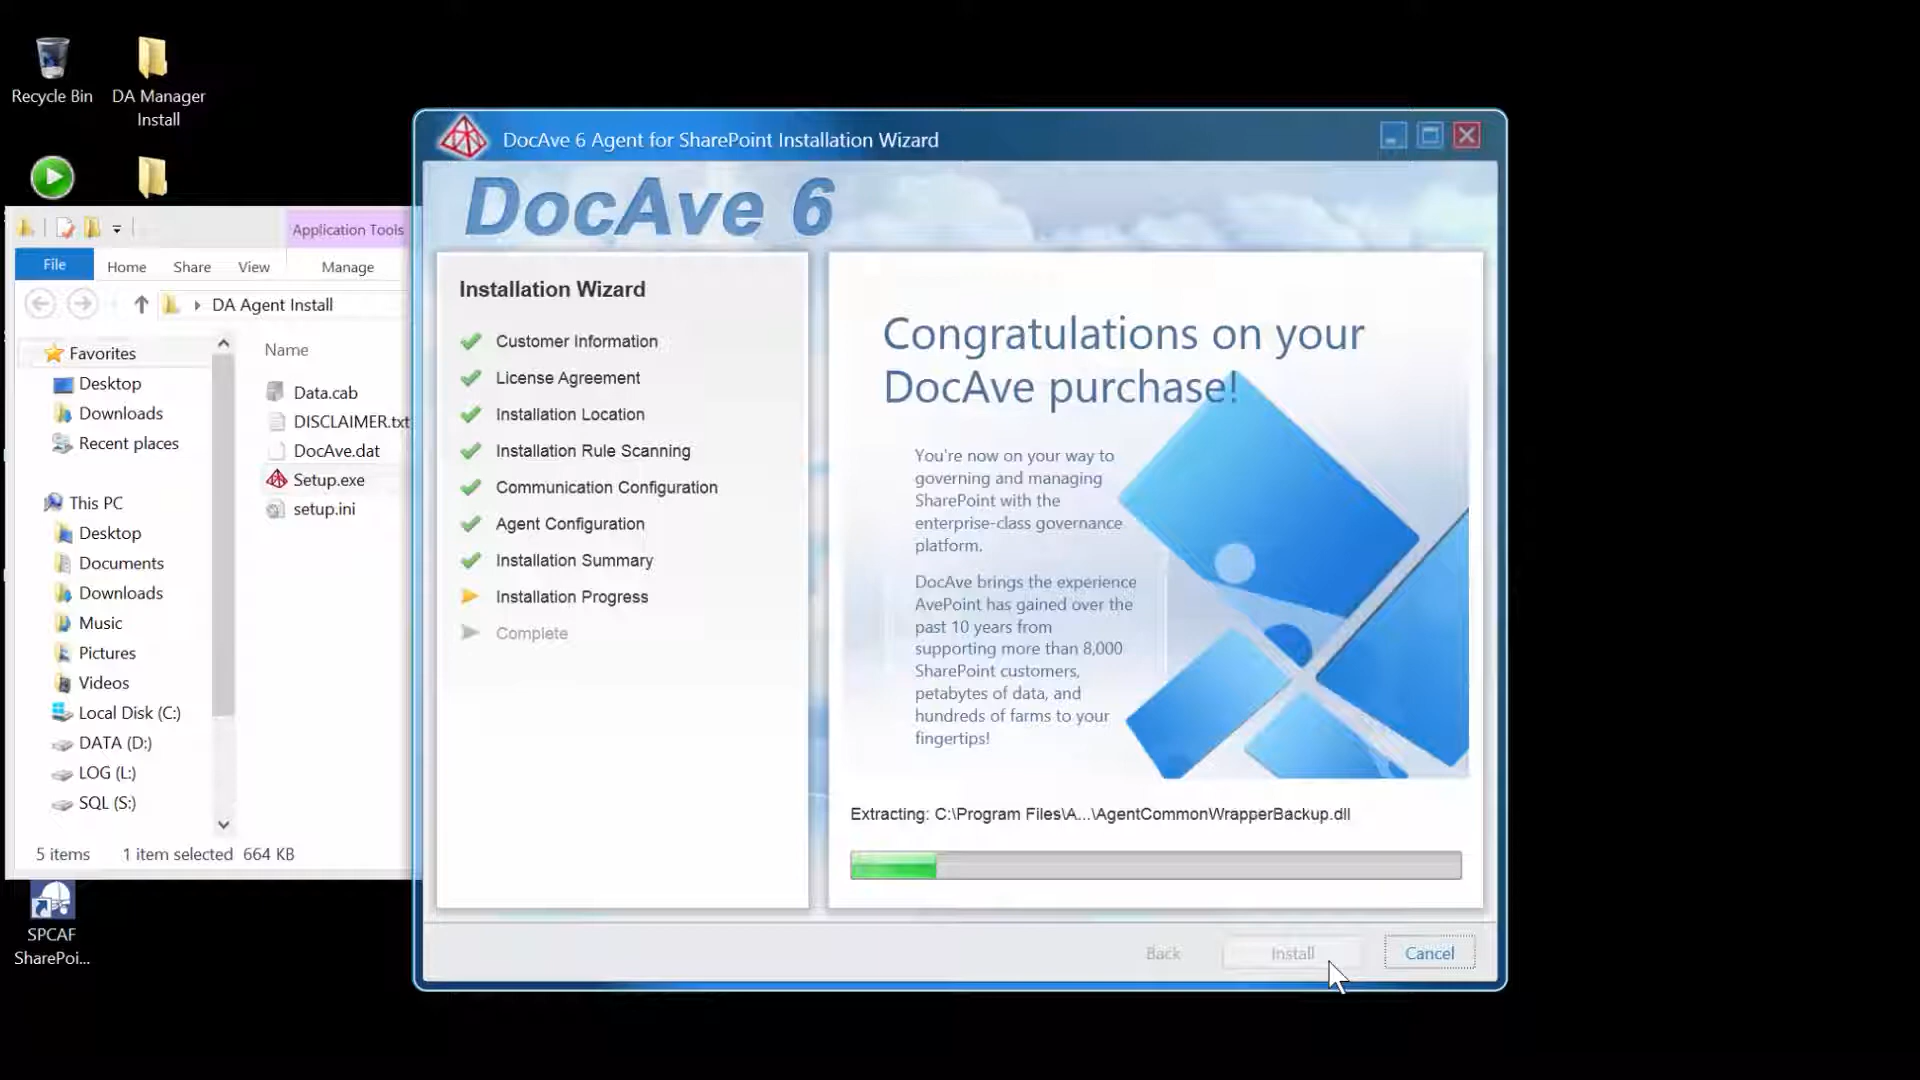 Recycle Bin
DA Manager
Install
DocAve 6 Agent for SharePoint Installation Wizard
DocAve 6
Application Tools
File
Home
Share
View
Manage
DA Agent Install
Favorites
Desktop
Downloads
Recent places
This PC
Desktop
Documents
Downloads
Music
Pictures
Videos
Local Disk (C:)
DATA (D:)
LOG (L:)
SQL (S:)
Name
Data.cab
DISCLAIMER.txt
DocAve.dat
Setup.exe
setup.ini
5 items
1 item selected 664 KB
SPCAF
SharePoi...
Installation Wizard
Customer Information
License Agreement
Installation Location
Installation Rule Scanning
Communication Configuration
Agent Configuration
Installation Summary
Installation Progress
Complete
Congratulations on your
DocAve purchase!
You're now on your way to
governing and managing
SharePoint with the
enterprise-class governance
platform.
DocAve brings the experience
AvePoint has gained over the
past 10 years from
supporting more than 8,000
SharePoint customers,
petabytes of data, and
hundreds of farms to your
fingertips!
Extracting: C:\Program Files\A...\AgentCommonWrapperBackup.dll
Back
Install
Cancel